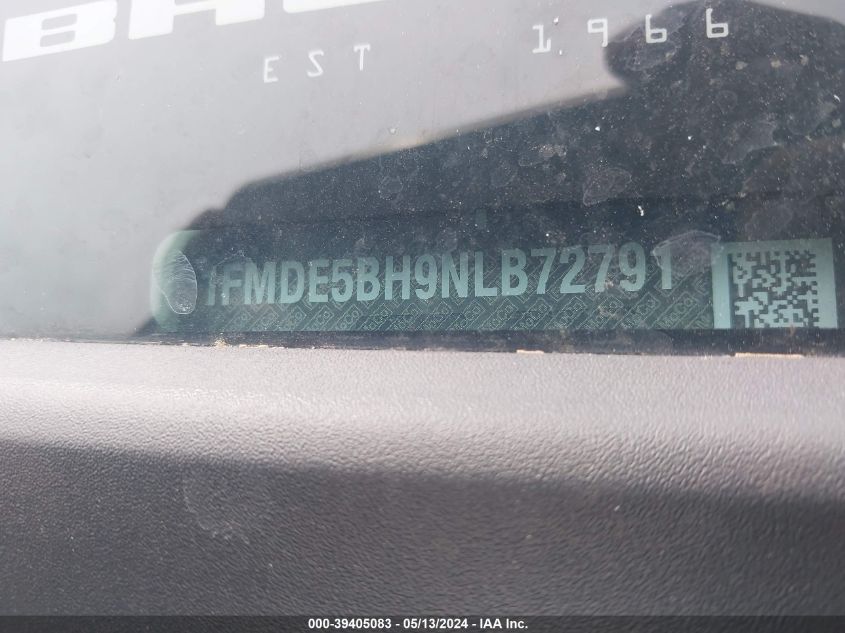 EST 1966
1FMDE5BH9NLB72791
000-39405083 - 05/13/2024 - IAA Inc.